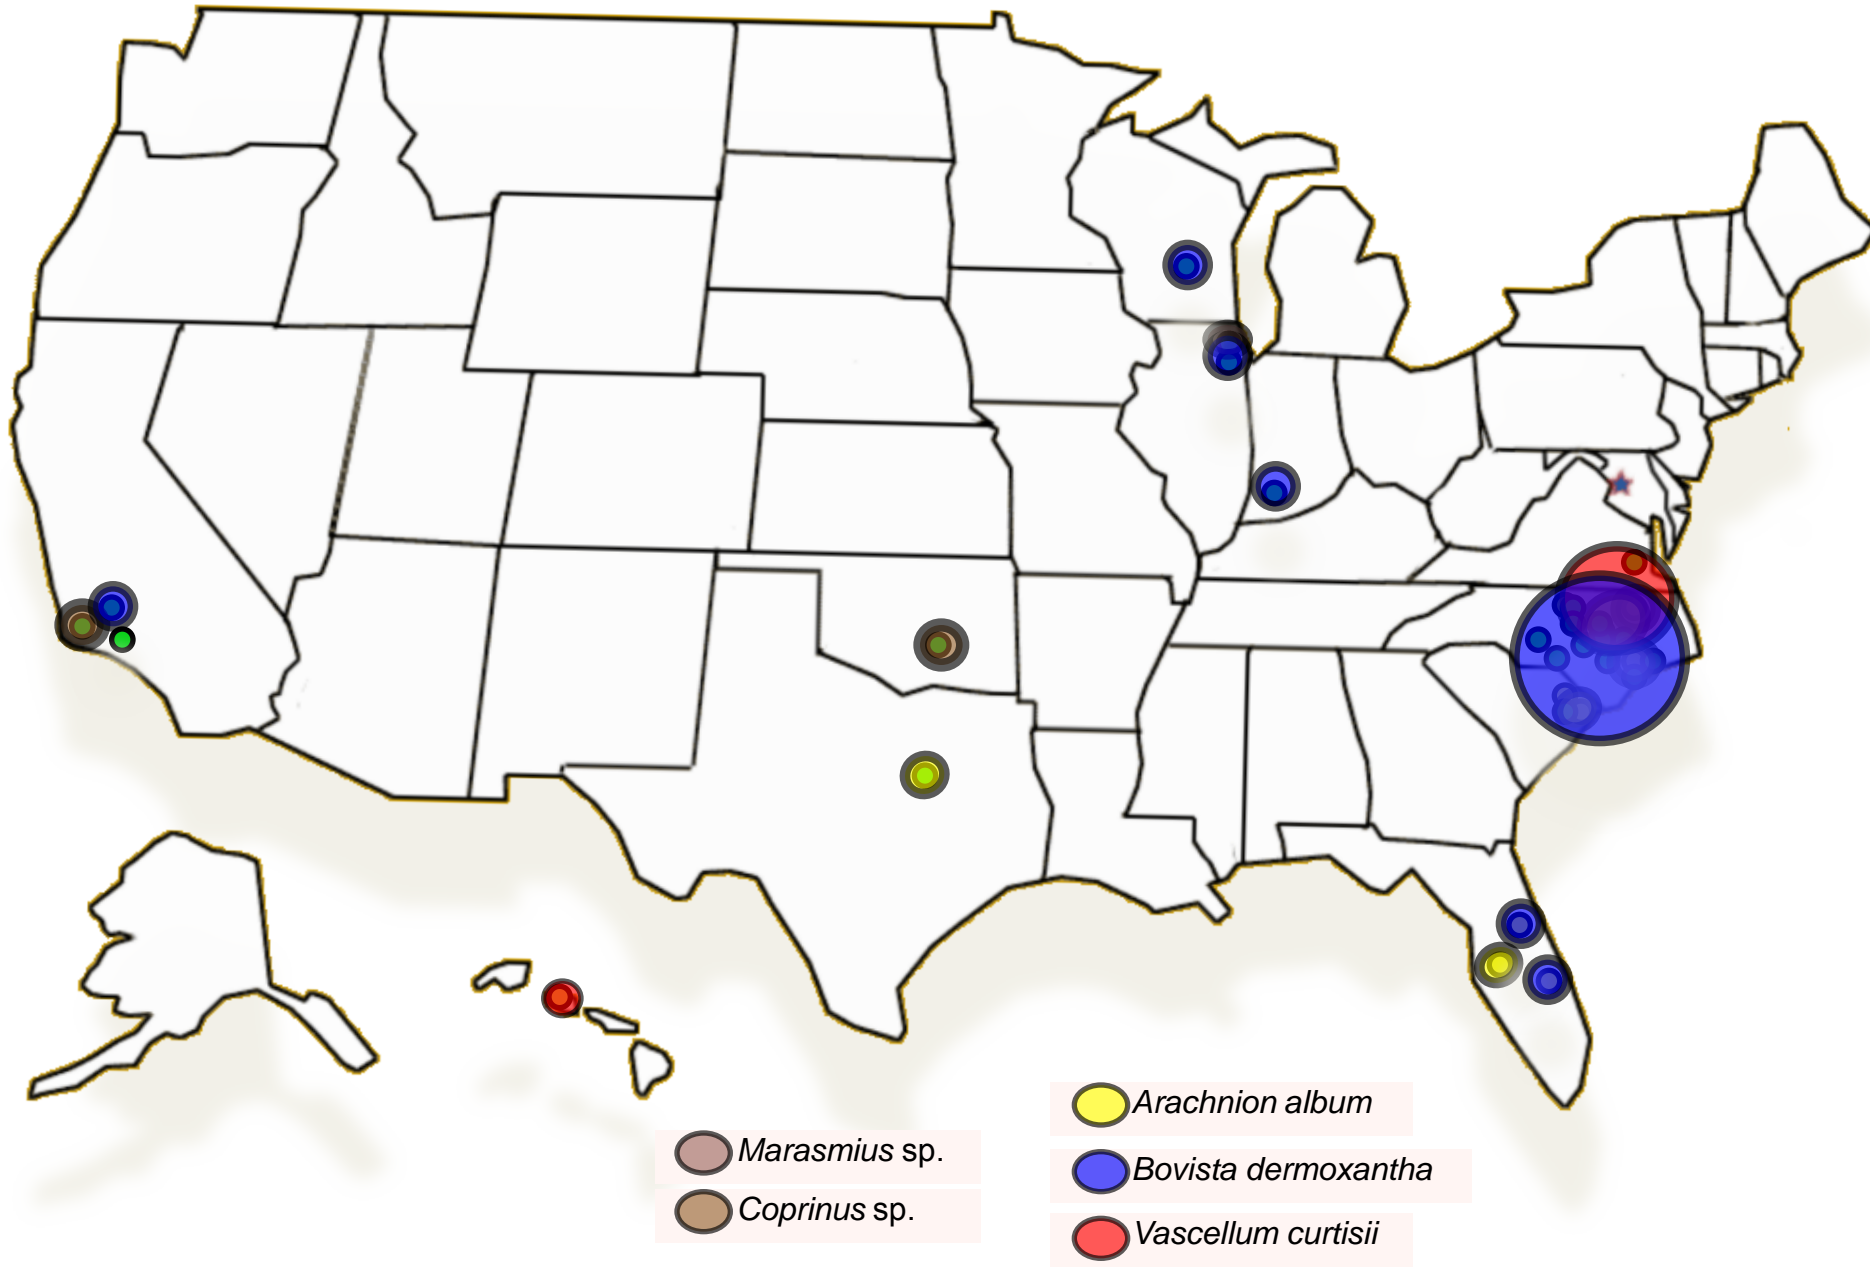 Arachnion album
Marasmius sp.
Bovista dermoxantha
Coprinus sp.
Vascellum curtisii